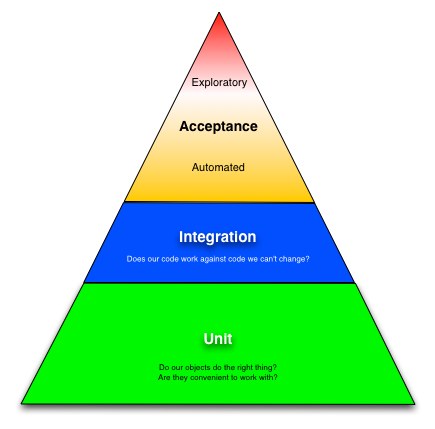 Exploratory
Acceptance
Automated
Integration
Does our code work against code we can't change?
Unit
Do our objects do the right thing?
Are they convenient to work with?